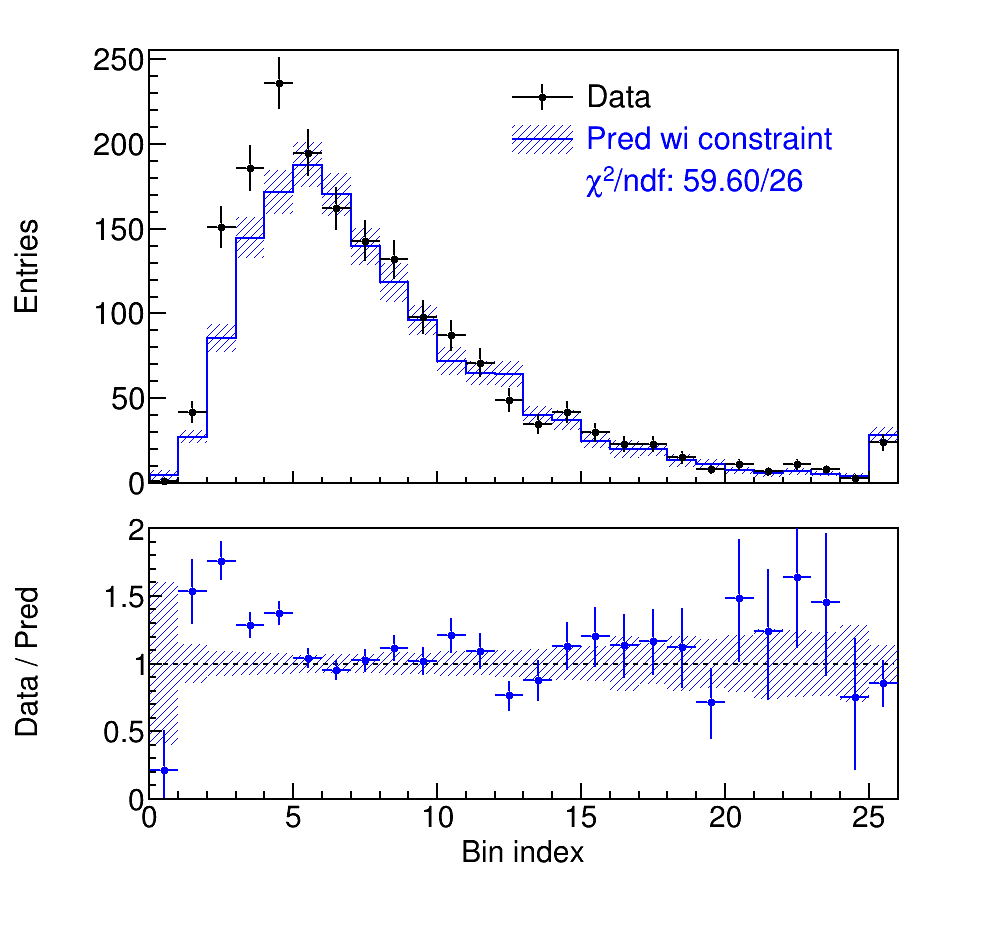 250
200
150
100
50
0
Entries
Data
Pred wi constraint
χ²/ndf: 59.60/26
2
1.5
1
0.5
0
Data / Pred
0 5 10 15 20 25
Bin index